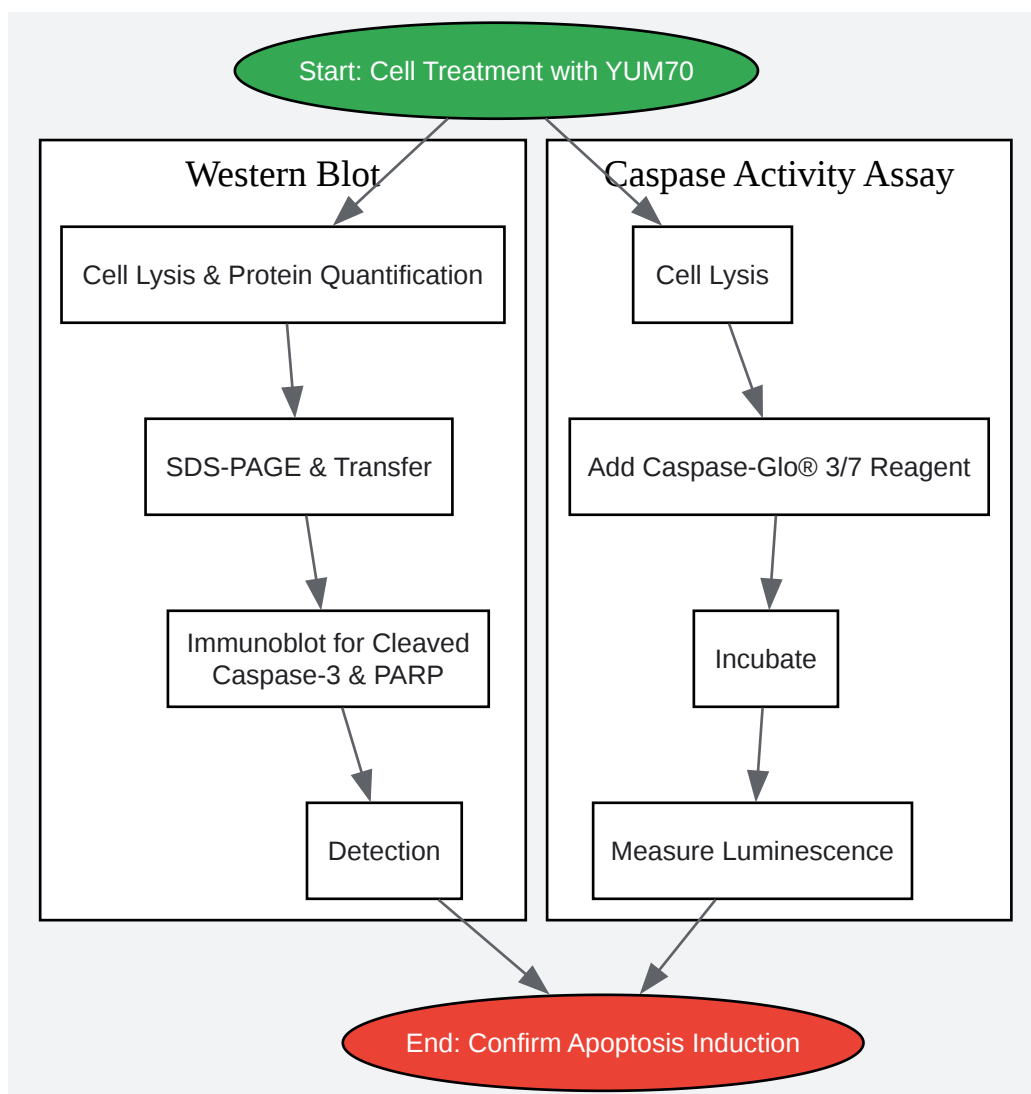 Start: Cell Treatment with YUM70
Western Blot
Cell Lysis & Protein Quantification
SDS-PAGE & Transfer
Immunoblot for Cleaved
Caspase-3 & PARP
Detection
Caspase Activity Assay
Cell Lysis
Add Caspase-Glo® 3/7 Reagent
Incubate
Measure Luminescence
End: Confirm Apoptosis Induction